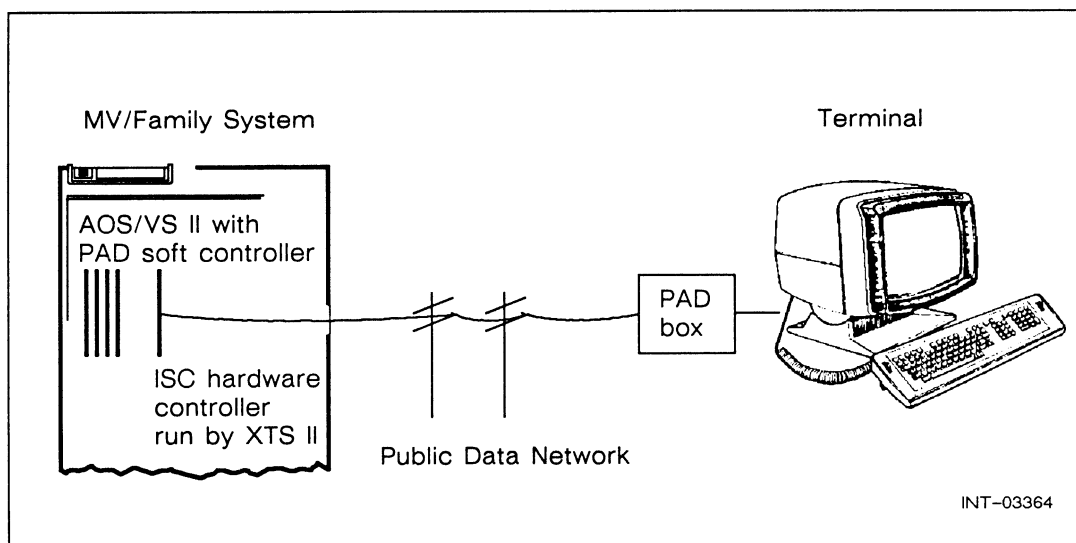 MV/Family System
Terminal
AOS/VS II with
PAD soft controller
PAD
box
ISC hardware
controller
run by XTS II
Public Data Network
INT-03364